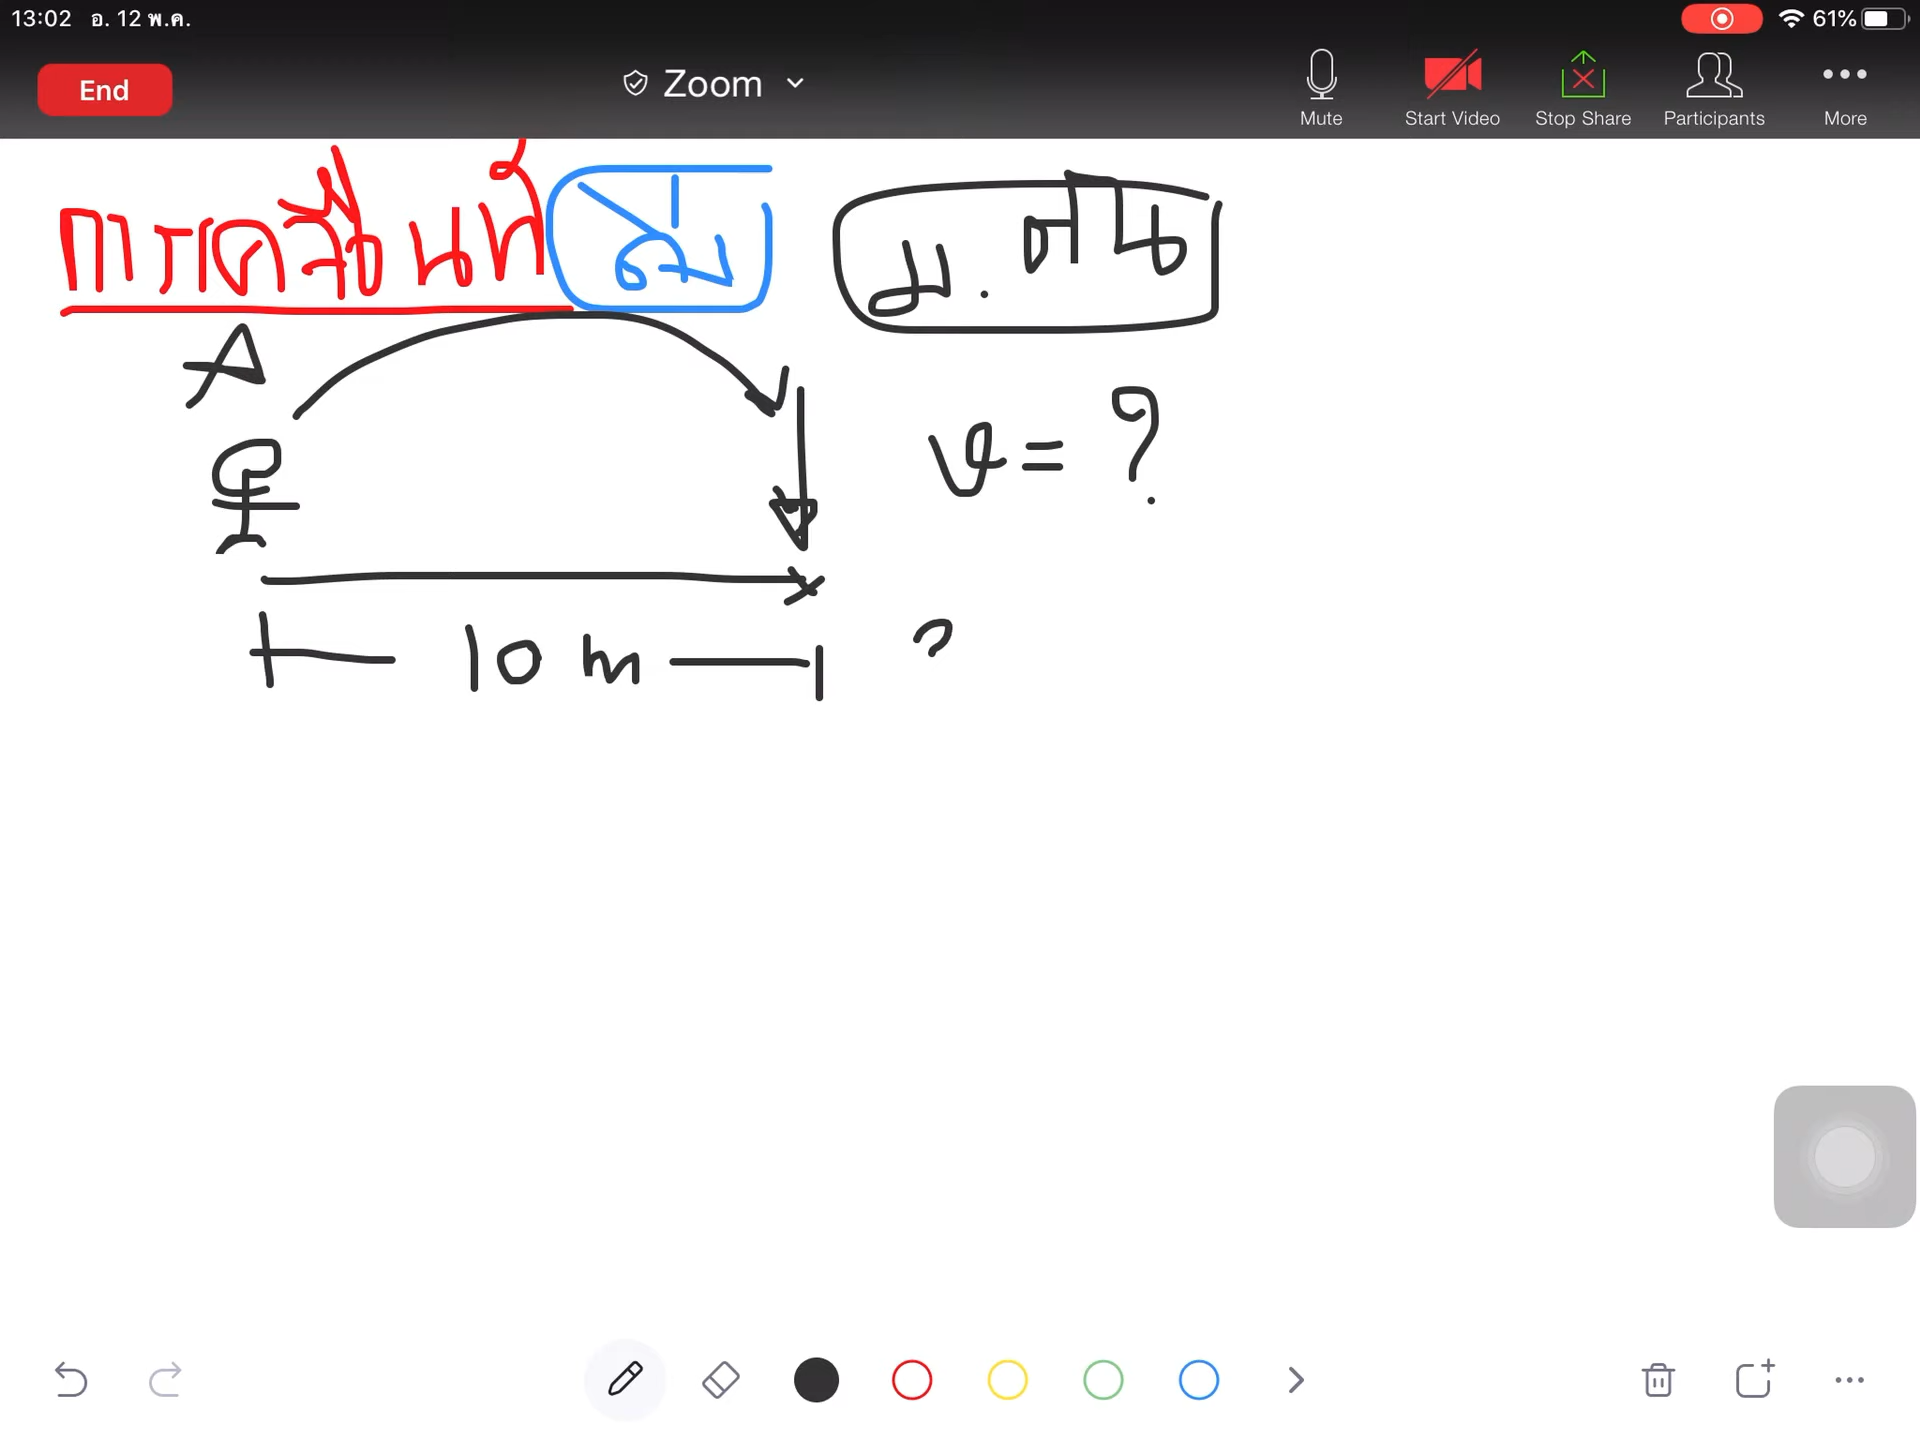 13:02 อ. 12 พ.ค. 61%
End Zoom Mute Start Video Stop Share Participants More
การเคลื่อนที่ ม.ต้น
A
v = ?
10 m ?